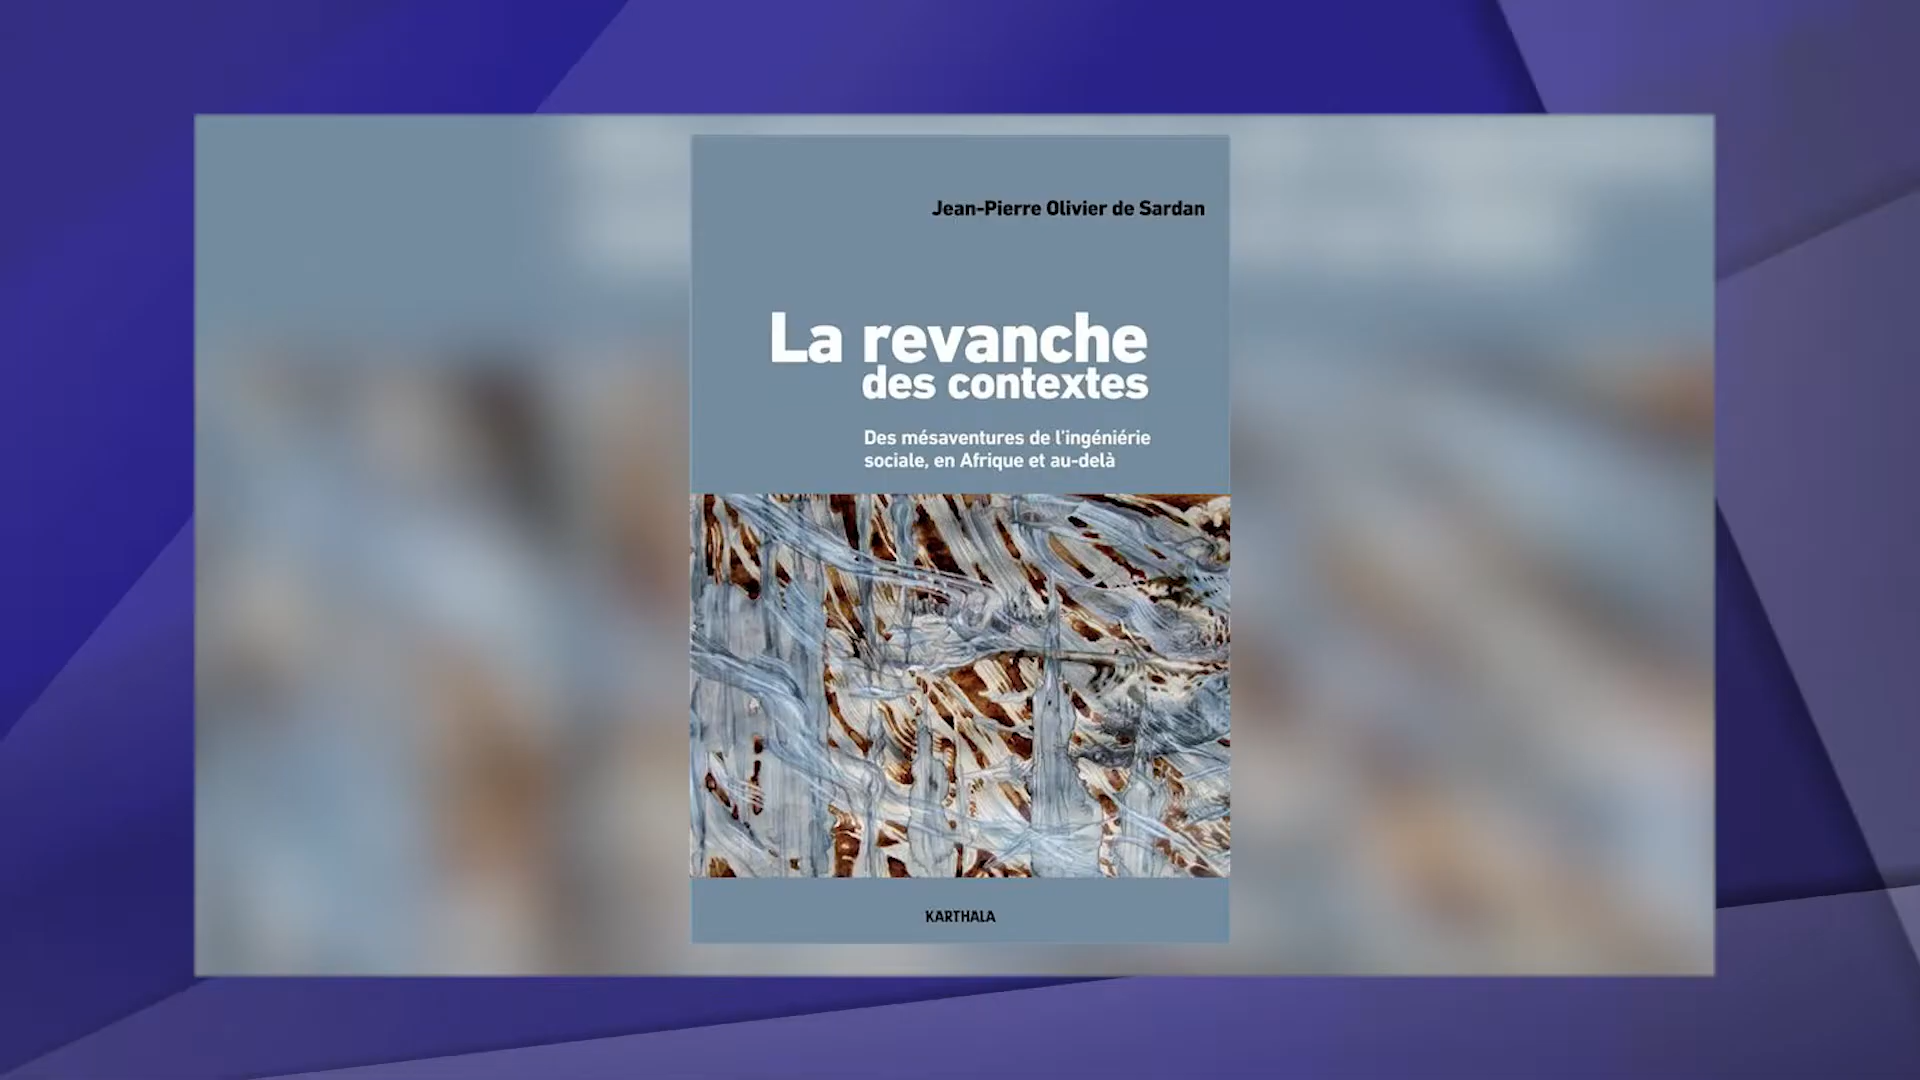 Jean-Pierre Olivier de Sardan
La revanche
des contextes
Des mésaventures de l'ingéniérie
sociale, en Afrique et au-delà
KARTHALA